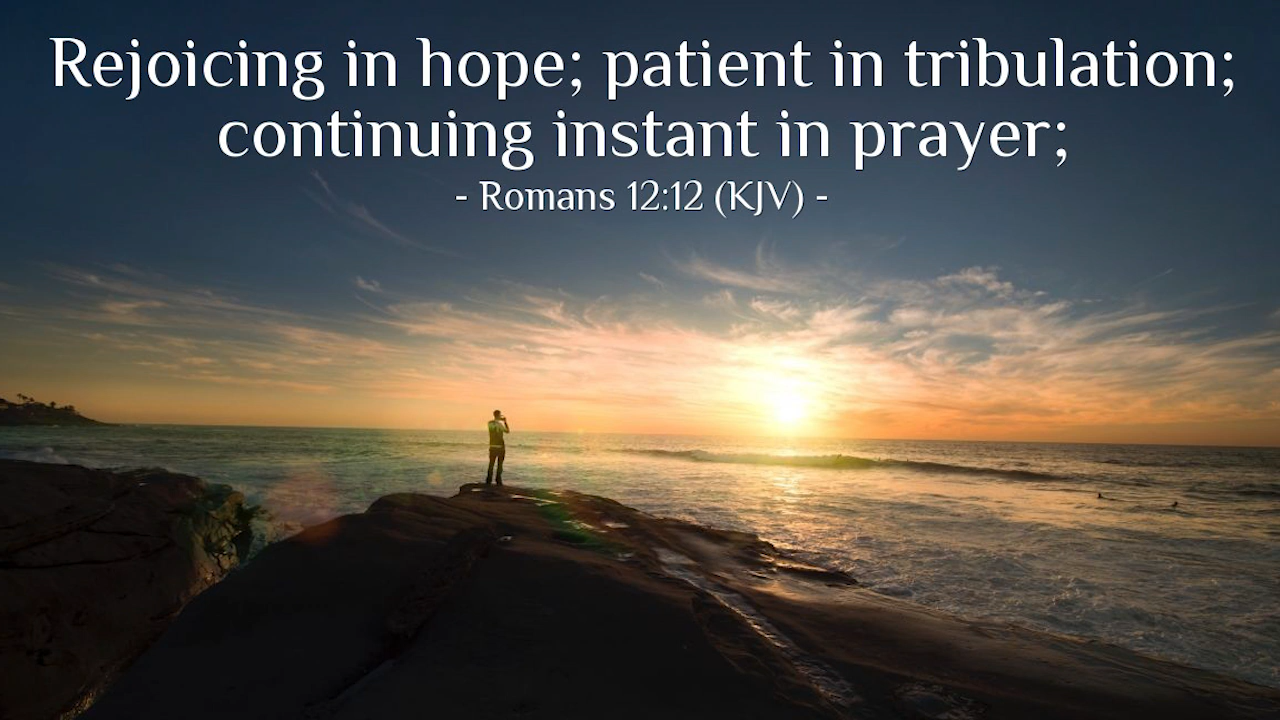 Rejoicing in hope; patient in tribulation;
continuing instant in prayer;
- Romans 12:12 (KJV) -